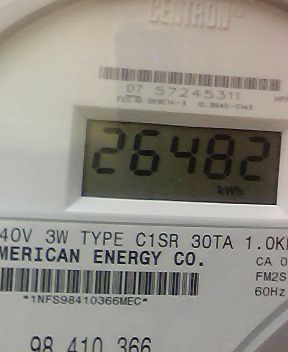 CENTRON
07 57245311
26482
kWh
40V 3W TYPE C1SR 30TA 1.0K
MERICAN ENERGY CO.
CA 0
FM2S
60Hz
*1NFS98410366MEC*
98 410 366